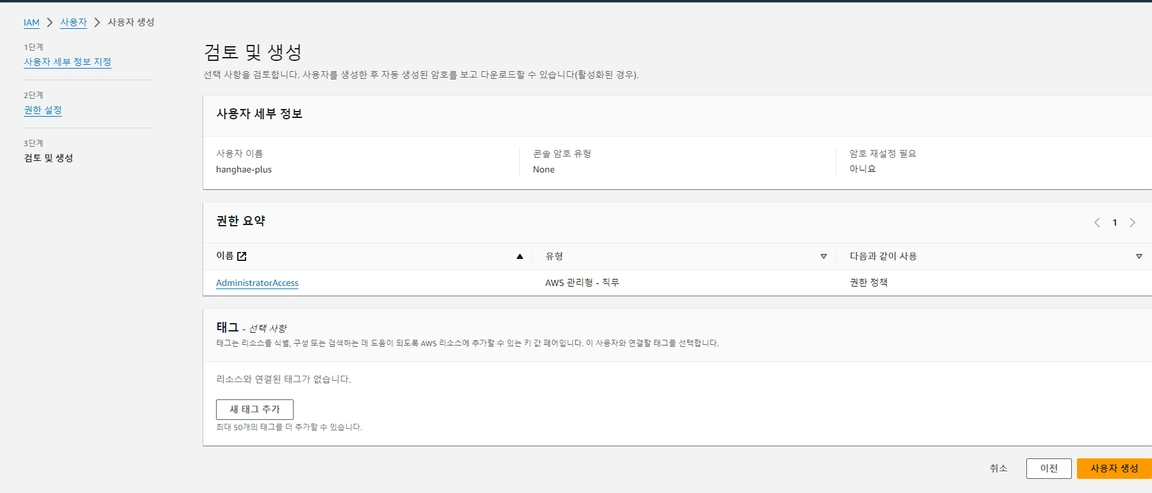 IAM > 사용자 > 사용자 생성
1단계
사용자 세부 정보 지정
2단계
권한 설정
3단계
검토 및 생성
검토 및 생성
선택 사항을 검토합니다. 사용자를 생성한 후 자동 생성된 암호를 보고 다운로드할 수 있습니다(활성화된 경우).
사용자 세부 정보
사용자 이름 콘솔 암호 유형 암호 재설정 필요
hanghae-plus None 아니요
권한 요약 1
이름 유형 다음과 같이 사용
AdministratorAccess AWS 관리형 - 직무 권한 정책
태그 - 선택 사항
태그는 리소스를 식별, 구성 또는 검색하는 데 도움이 되도록 AWS 리소스에 추가할 수 있는 키 값 페어입니다. 이 사용자와 연결할 태그를 선택합니다.
리소스와 연결된 태그가 없습니다.
새 태그 추가
최대 50개의 태그를 더 추가할 수 있습니다.
취소 이전 사용자 생성